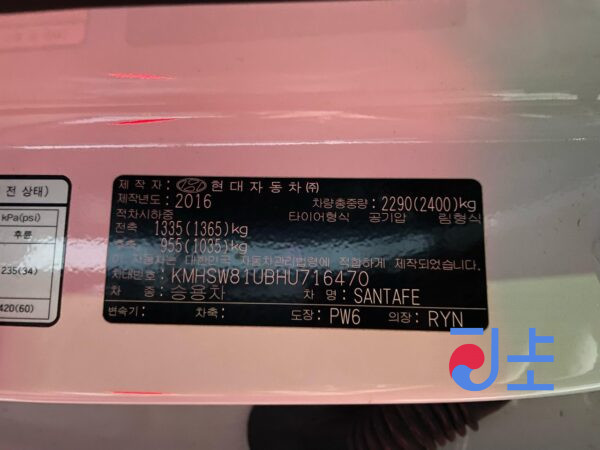 전 상태)
kPa(psi)
후륜
235(34)
420(60)
제 작 자: 현대자동차㈜
제작년도: 2016 차량총중량: 2290(2400)kg
적차시하중 타이어형식 공기압 림형식
전축 1335(1365)kg
후축 955(1035)kg
이 자동차는 대한민국 자동차관리법령에 적합하게 제작되었습니다.
차대번호: KMHSW81UBHU716470
차 종: 승용차 차 명: SANTAFE
변속기: 차축: 도장: PW6 의장: RYN